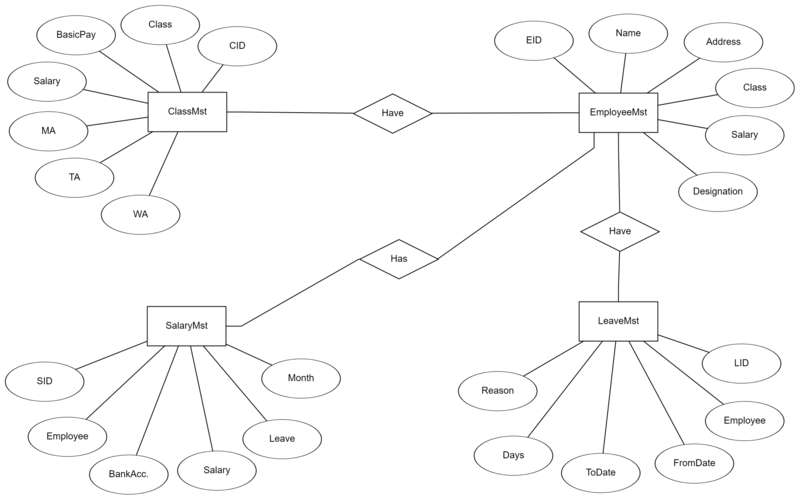 Class
BasicPay
CID
Salary
ClassMst
MA
TA
WA
Have
EID
Name
Address
Class
EmployeeMst
Salary
Designation
Have
Has
SalaryMst
SID
Month
Employee
Leave
BankAcc.
Salary
LeaveMst
LID
Reason
Employee
Days
FromDate
ToDate